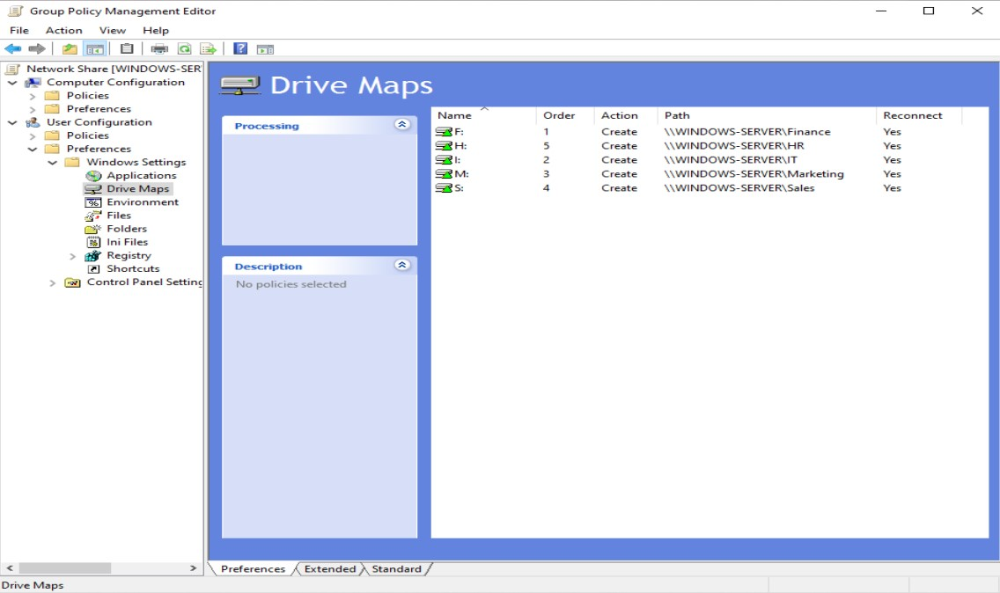 Group Policy Management Editor
File Action View Help
Network Share [WINDOWS-SER
Computer Configuration
Policies
Preferences
User Configuration
Policies
Preferences
Windows Settings
Applications
Drive Maps
Environment
Files
Folders
Ini Files
Registry
Shortcuts
Control Panel Setting
Drive Maps
Processing
Description
No policies selected
Name Order Action Path Reconnect
F: 1 Create \\WINDOWS-SERVER\Finance Yes
H: 5 Create \\WINDOWS-SERVER\HR Yes
I: 2 Create \\WINDOWS-SERVER\IT Yes
M: 3 Create \\WINDOWS-SERVER\Marketing Yes
S: 4 Create \\WINDOWS-SERVER\Sales Yes
Preferences Extended Standard
Drive Maps